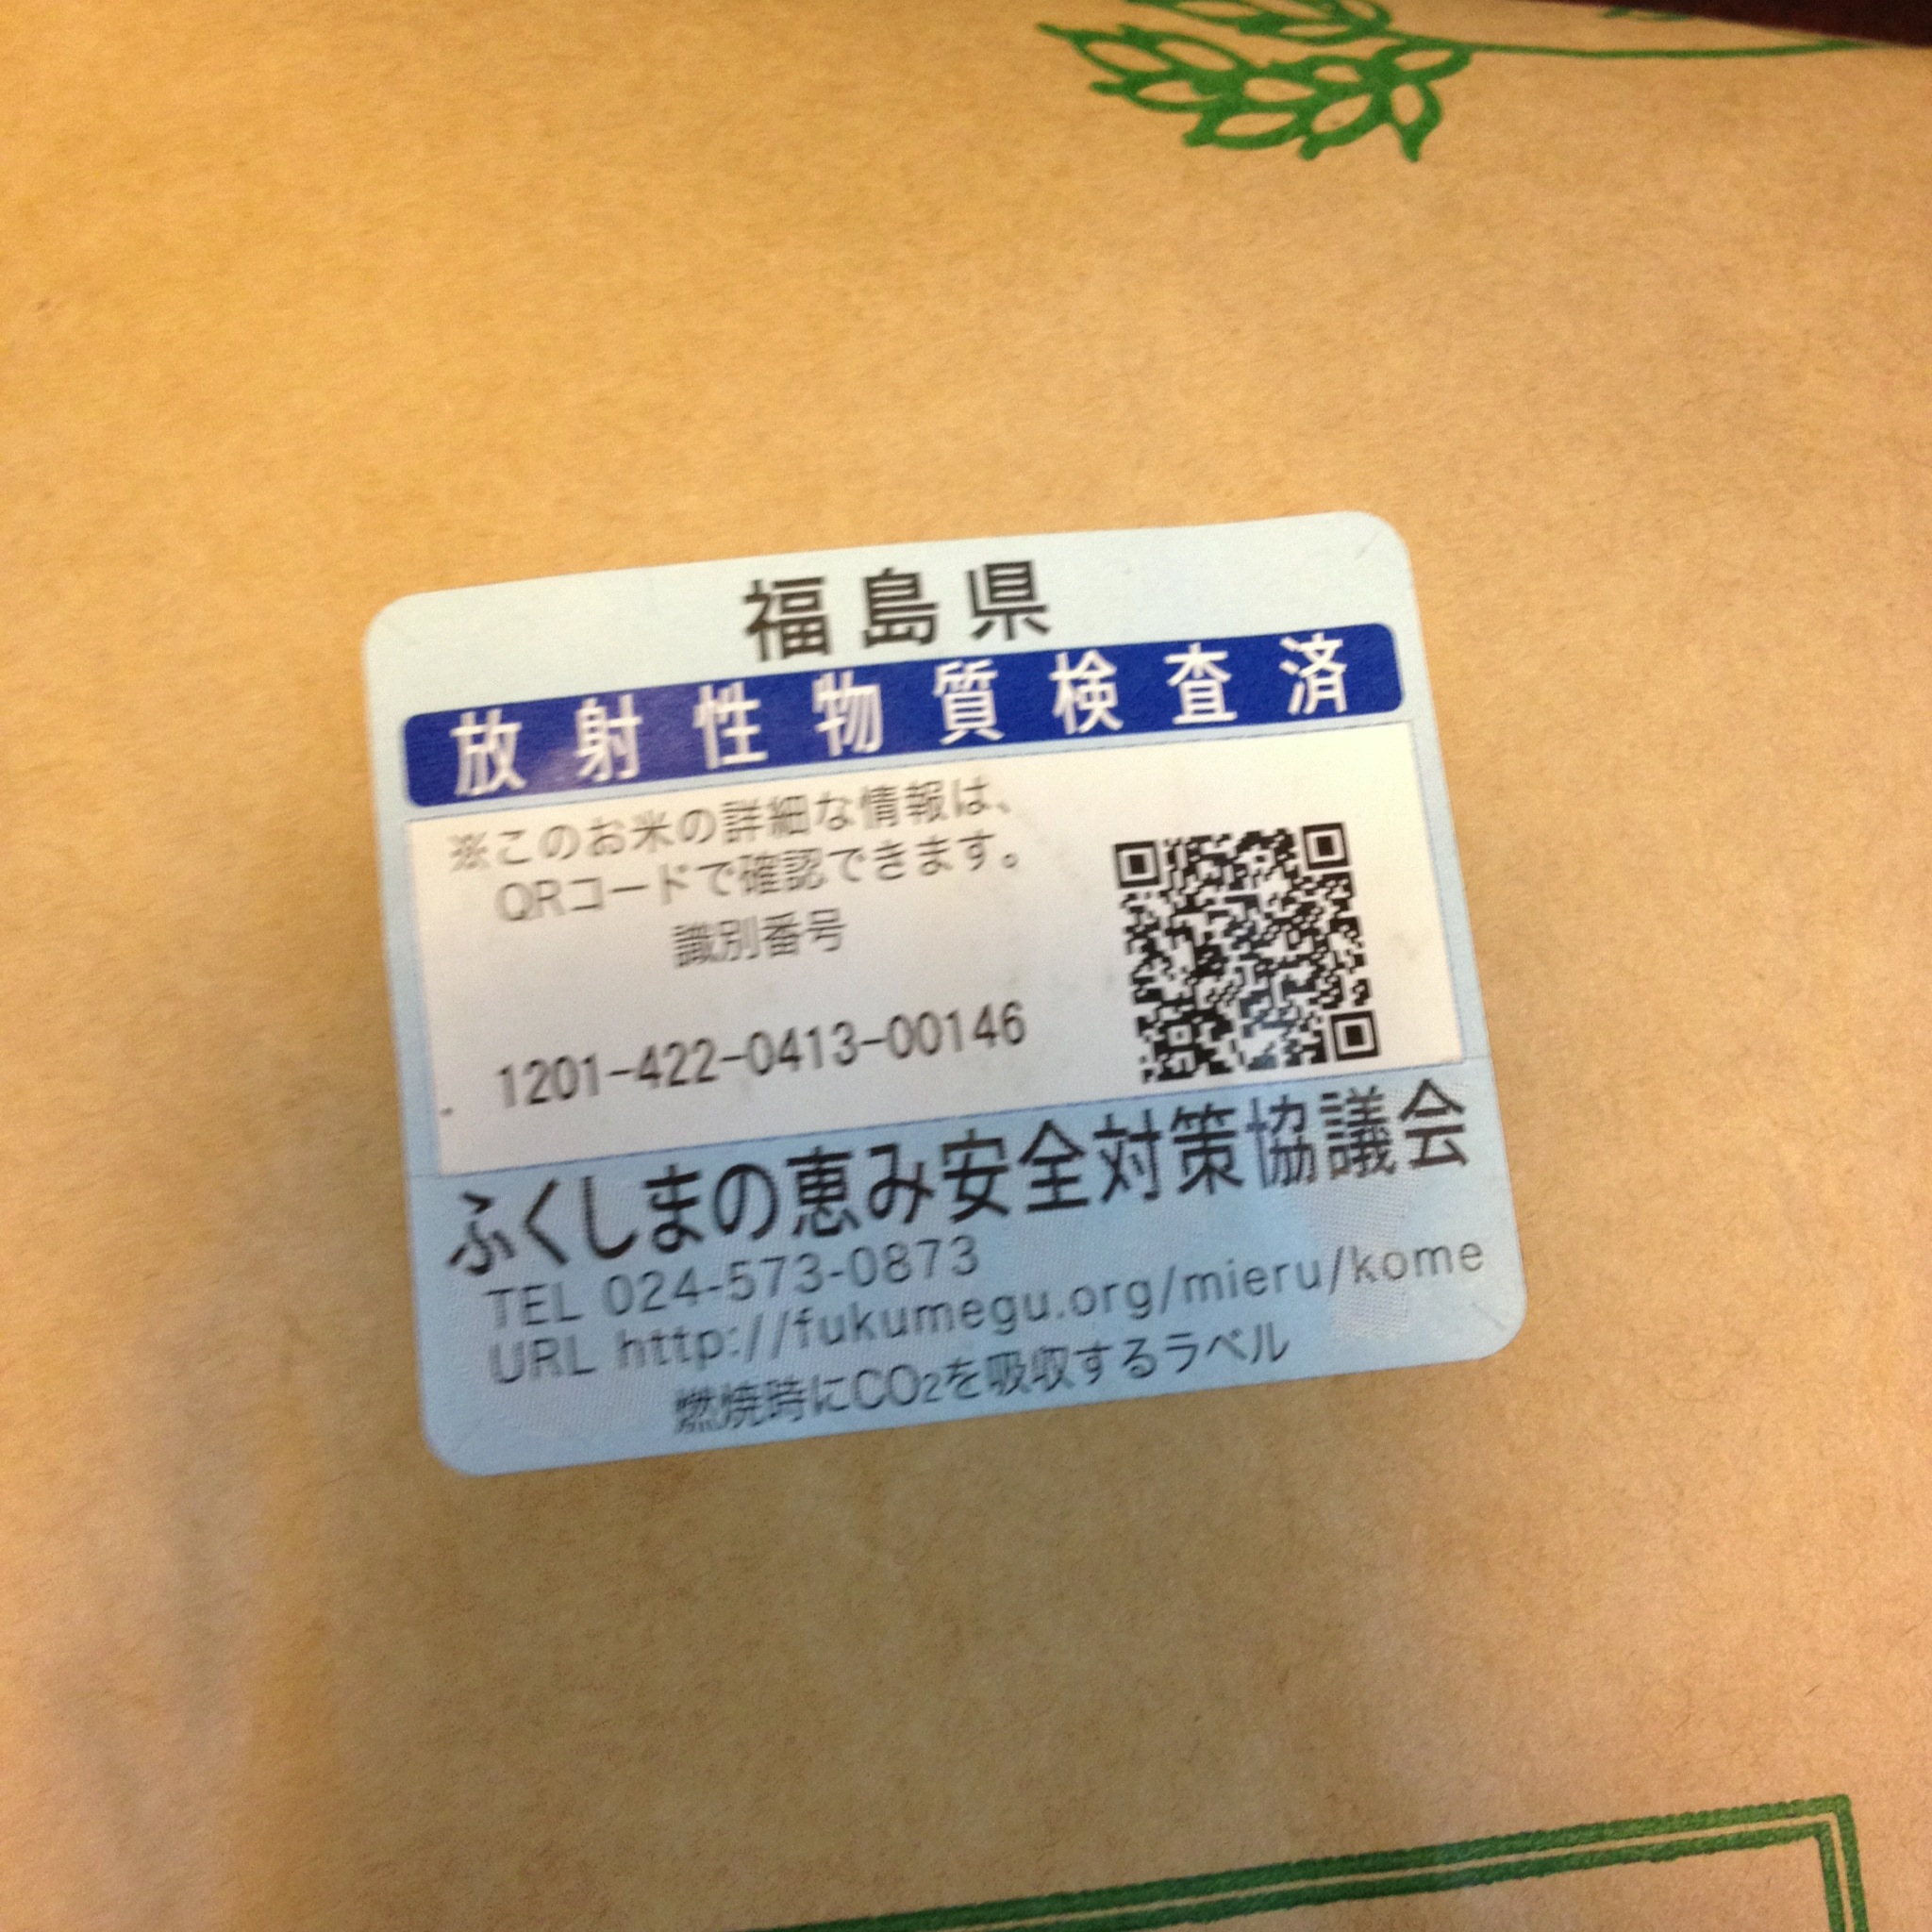 福島県
放射性物質検査済
※このお米の詳細な情報は、
QRコードで確認できます。
識別番号
1201-422-0413-00146
ふくしまの恵み安全対策協議会
TEL 024-573-0873
URL http://fukumegu.org/mieru/kome
燃焼時にCO₂を吸収するラベル